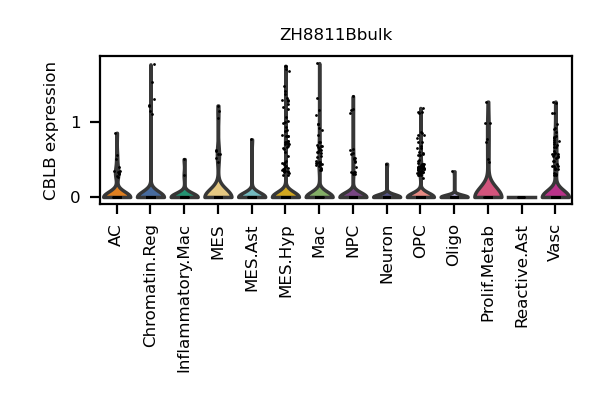 ZH8811Bbulk
CBLB expression
1
0
AC
Chromatin.Reg
Inflammatory.Mac
MES
MES.Ast
MES.Hyp
Mac
NPC
Neuron
OPC
Oligo
Prolif.Metab
Reactive.Ast
Vasc